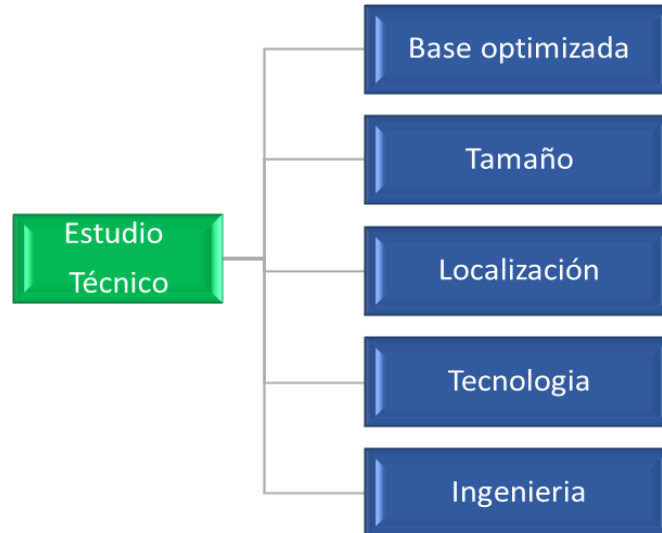 Base optimizada
Tamaño
Estudio
Técnico
Localización
Tecnologia
Ingenieria